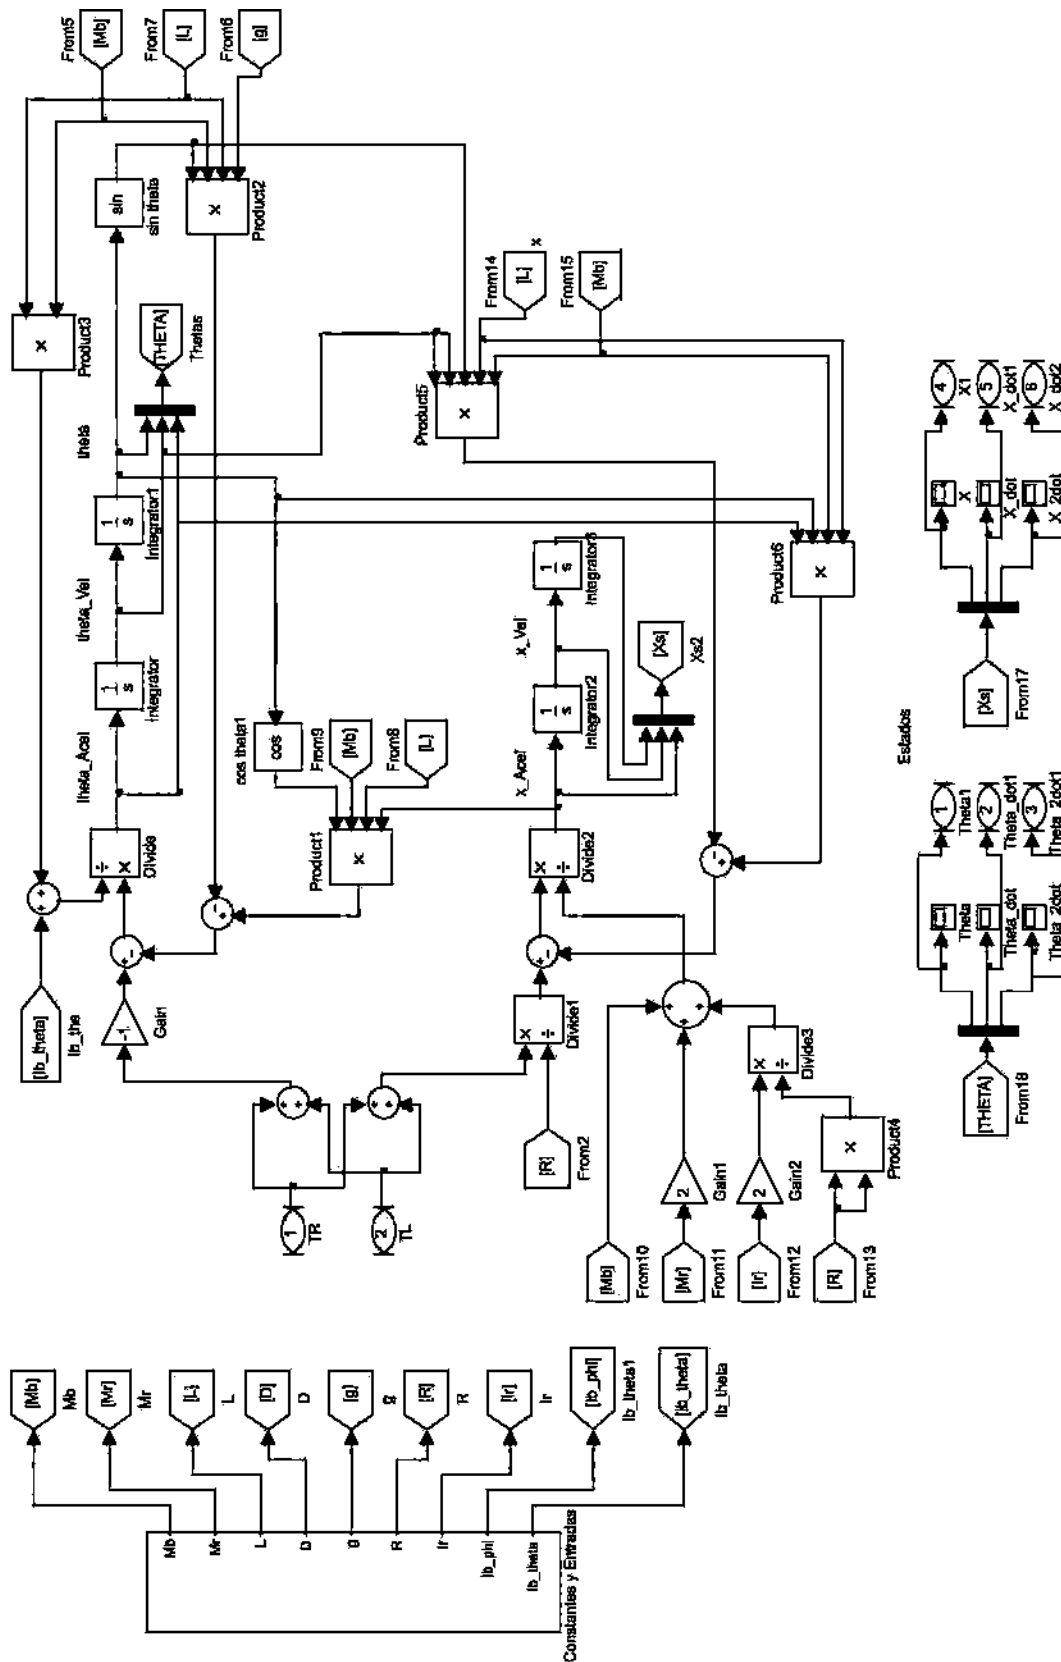 Constantes y Entradas
Mb
Mr
L
D
g
R
Ir
Ib_phi
Ib_theta
[Mb]
Mb
[Mr]
Mr
[L]
L
[D]
D
[g]
g
[R]
R
[Ir]
Ir
[Ib_phi]
Ib_theta1
[Ib_theta]
Ib_theta
1
TR
2
TL
[Ib_theta]
Ib_the
-1
Gain
[R]
From2
[Mb]
From10
[Mr]
From11
2
Gain1
[Ir]
From12
2
Gain2
[R]
From13
×
Product4
×
÷
Divide3
×
÷
Divide1
×
÷
Divide2
÷
×
Divide
theta_Acel
1
s
Integrator
theta_Vel
1
s
Integrator1
theta
sin
sin theta
[THETA]
Thetas
×
Product3
From5
[Mb]
From7
[L]
From6
[g]
×
Product2
cos theta1
cos
From9
[Mb]
From8
[L]
×
Product1
x_Acel
1
s
Integrator2
x_Vel
1
s
Integrator3
[Xs]
Xs2
×
Product5
From14
[L]
x
From15
[Mb]
×
Product6
Estados
[THETA]
From18
Theta
1
Theta1
Theta_dot
2
Theta_dot1
Theta_2dot
3
Theta_2dot1
[Xs]
From17
X
4
X1
X_dot
5
X_dot1
X_2dot
6
X_dot2